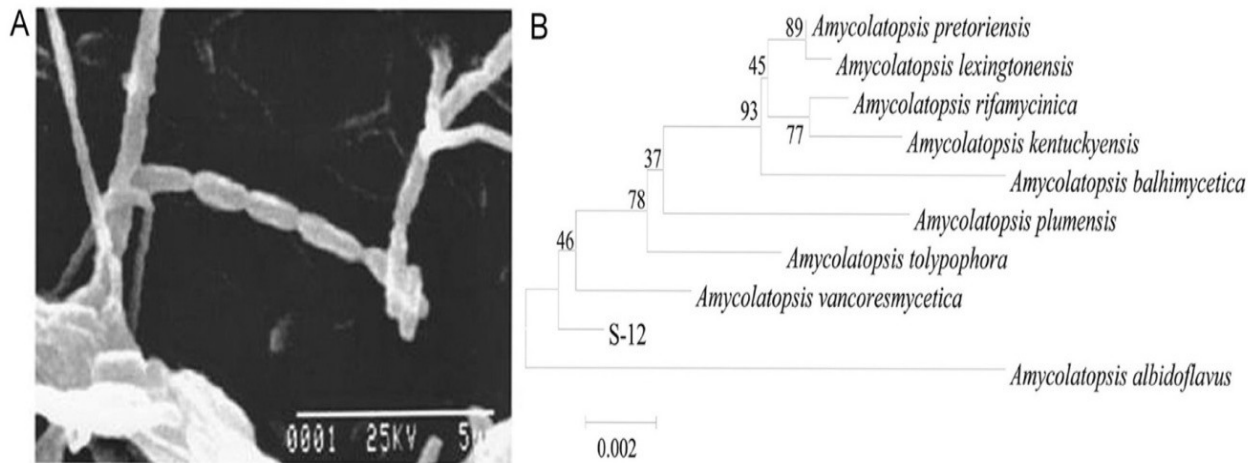 A
0001 25KV 5
B
89
Amycolatopsis pretoriensis
Amycolatopsis lexingtonensis
45
Amycolatopsis rifamycinica
93
77
Amycolatopsis kentuckyensis
37
Amycolatopsis balhimycetica
78
Amycolatopsis plumensis
46
Amycolatopsis tolypophora
Amycolatopsis vancoresmycetica
S-12
Amycolatopsis albidoflavus
0.002